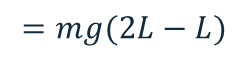 = mg(2L − L)